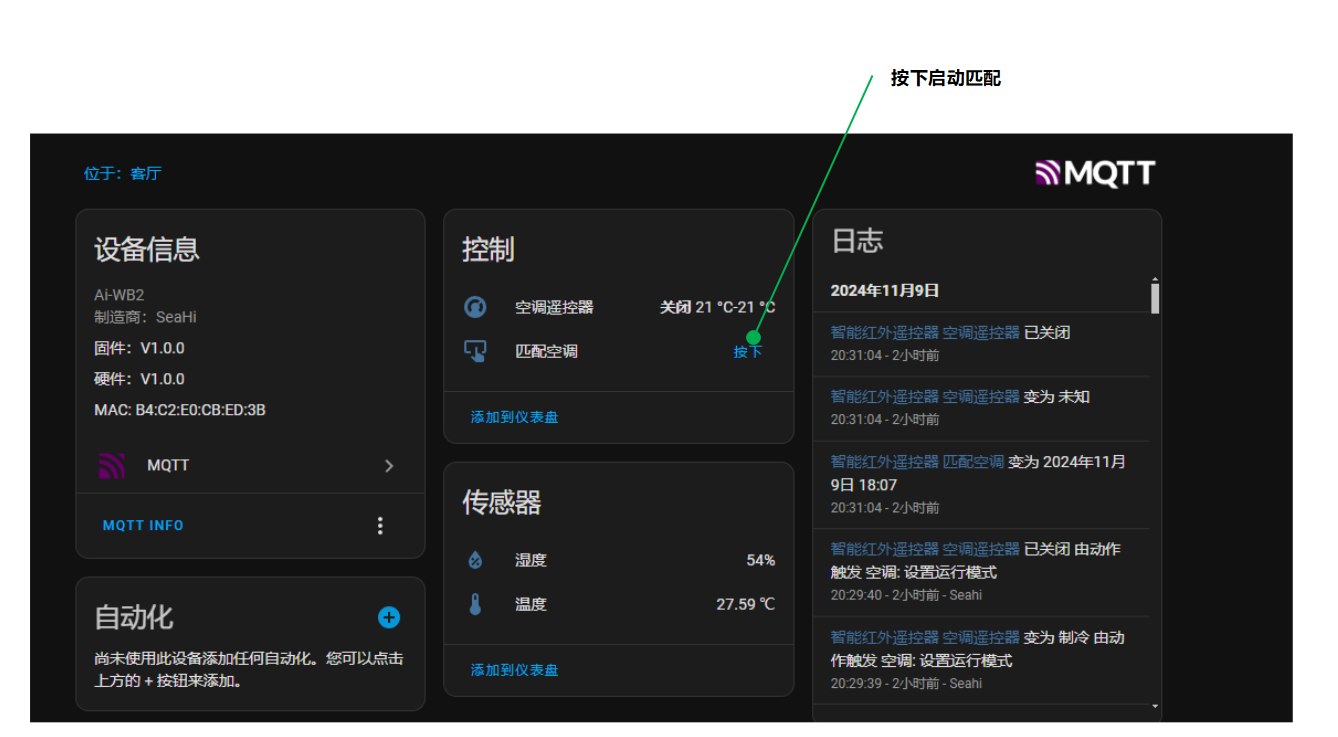 按下启动匹配
位于：客厅
MQTT
设备信息
Ai-WB2
制造商：SeaHi
固件：V1.0.0
硬件：V1.0.0
MAC: B4:C2:E0:CB:ED:3B
MQTT
MQTT INFO
自动化
尚未使用此设备添加任何自动化。您可以点击
上方的 + 按钮来添加。
控制
空调遥控器 关闭 21 °C-21 °C
匹配空调 按下
添加到仪表盘
传感器
湿度 54%
温度 27.59 ℃
添加到仪表盘
日志
2024年11月9日
智能红外遥控器 空调遥控器 已关闭
20:31:04 - 2小时前
智能红外遥控器 空调遥控器 变为 未知
20:31:04 - 2小时前
智能红外遥控器 匹配空调 变为 2024年11月
9日 18:07
20:31:04 - 2小时前
智能红外遥控器 空调遥控器 已关闭 由动作
触发 空调: 设置运行模式
20:29:40 - 2小时前 - Seahi
智能红外遥控器 空调遥控器 变为 制冷 由动
作触发 空调: 设置运行模式
20:29:39 - 2小时前 - Seahi